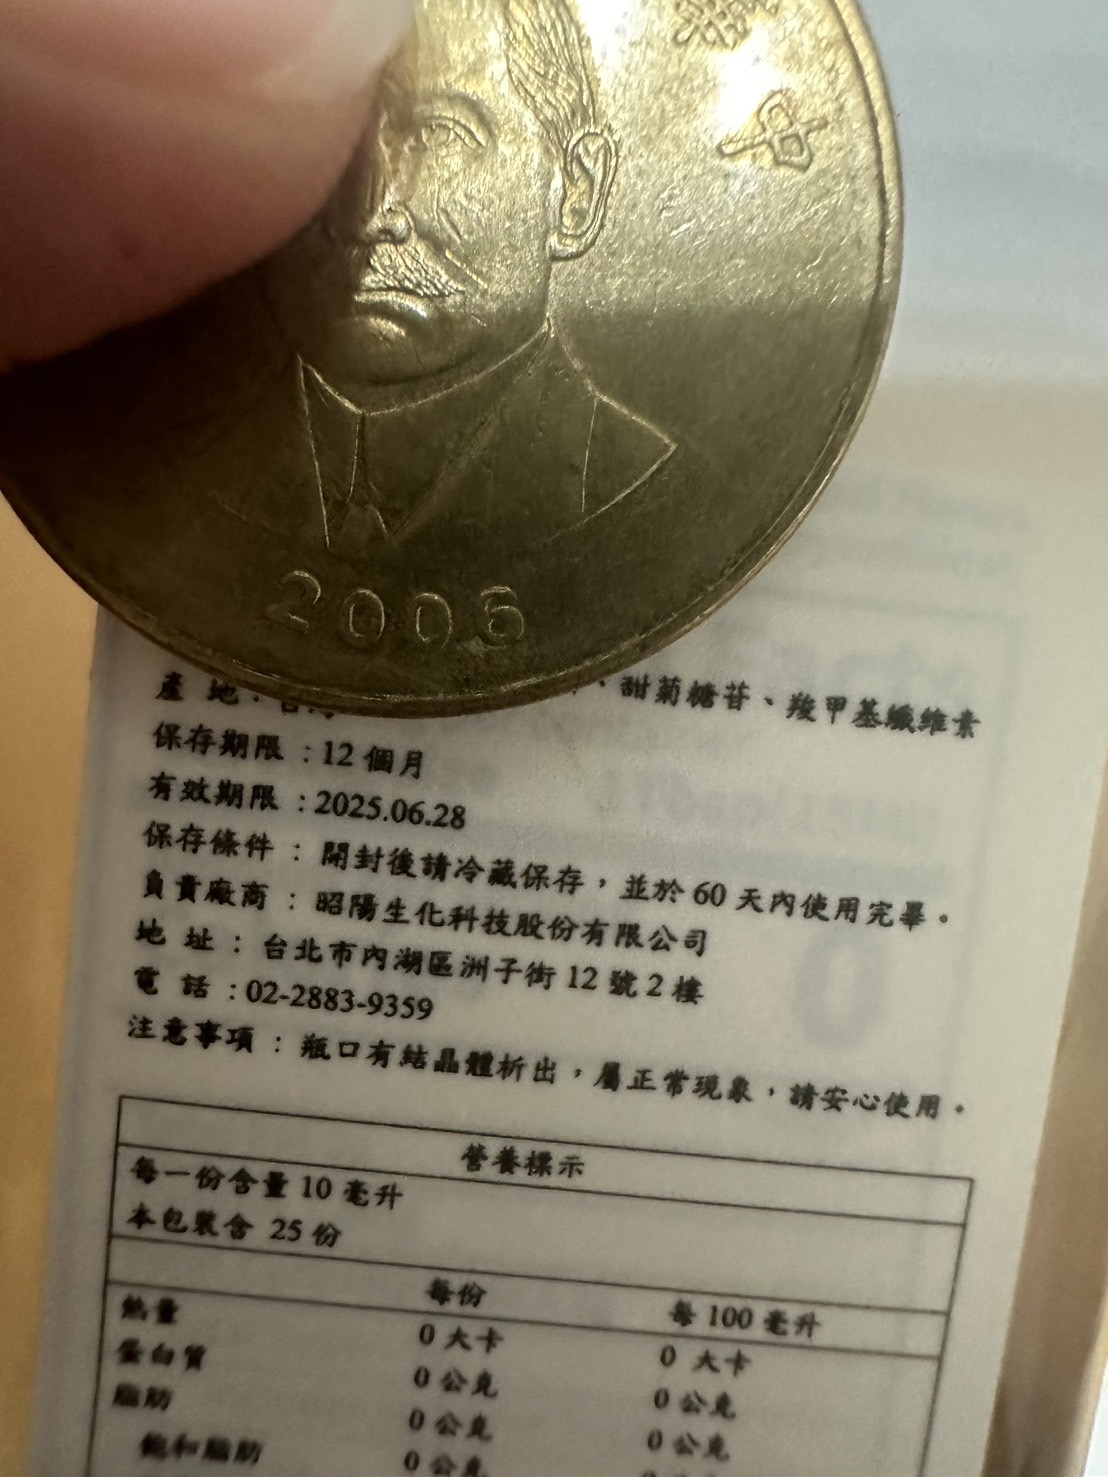 中
2006
、甜菊糖苷、羧甲基纖維素
產 地：台灣
保存期限：12 個月
有效期限：2025.06.28
保存條件： 開封後請冷藏保存，並於 60 天內使用完畢。
負責廠商： 昭陽生化科技股份有限公司
地 址： 台北市內湖區洲子街 12 號 2 樓
電 話：02-2883-9359
注意事項： 瓶口有結晶體析出，屬正常現象，請安心使用。
營養標示
每一份含量 10 毫升
本包裝含 25 份
每份 每 100 毫升
熱量 0 大卡 0 大卡
蛋白質 0 公克 0 公克
脂肪 0 公克 0 公克
飽和脂肪 0 公克